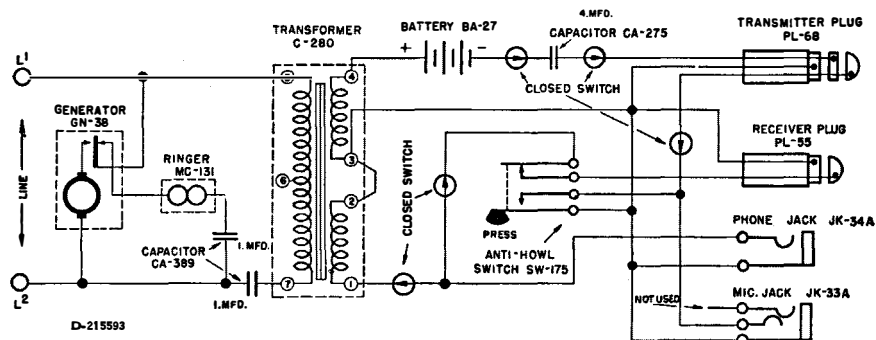 TRANSFORMER
C-280
BATTERY BA-27
+
−
4.MFD.
CAPACITOR CA-275
TRANSMITTER PLUG
PL-68
L1
GENERATOR
GN-38
RINGER
MC-131
LINE
CAPACITOR
CA-389
1.MFD.
1.MFD.
L2
D-215593
4
3
6
2
7
1
CLOSED SWITCH
CLOSED SWITCH
RECEIVER PLUG
PL-55
PRESS
ANTI-HOWL
SWITCH SW-175
PHONE JACK JK-34A
NOT USED
MIC. JACK JK-33A